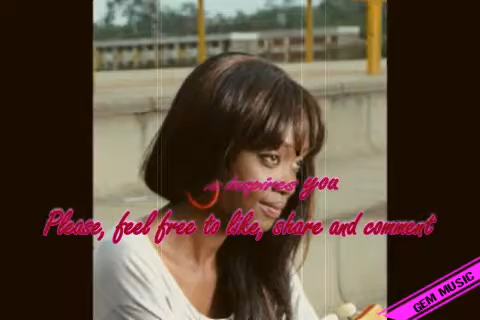 inspires you
Please, feel free to like, share and comment
GEM MUSIC